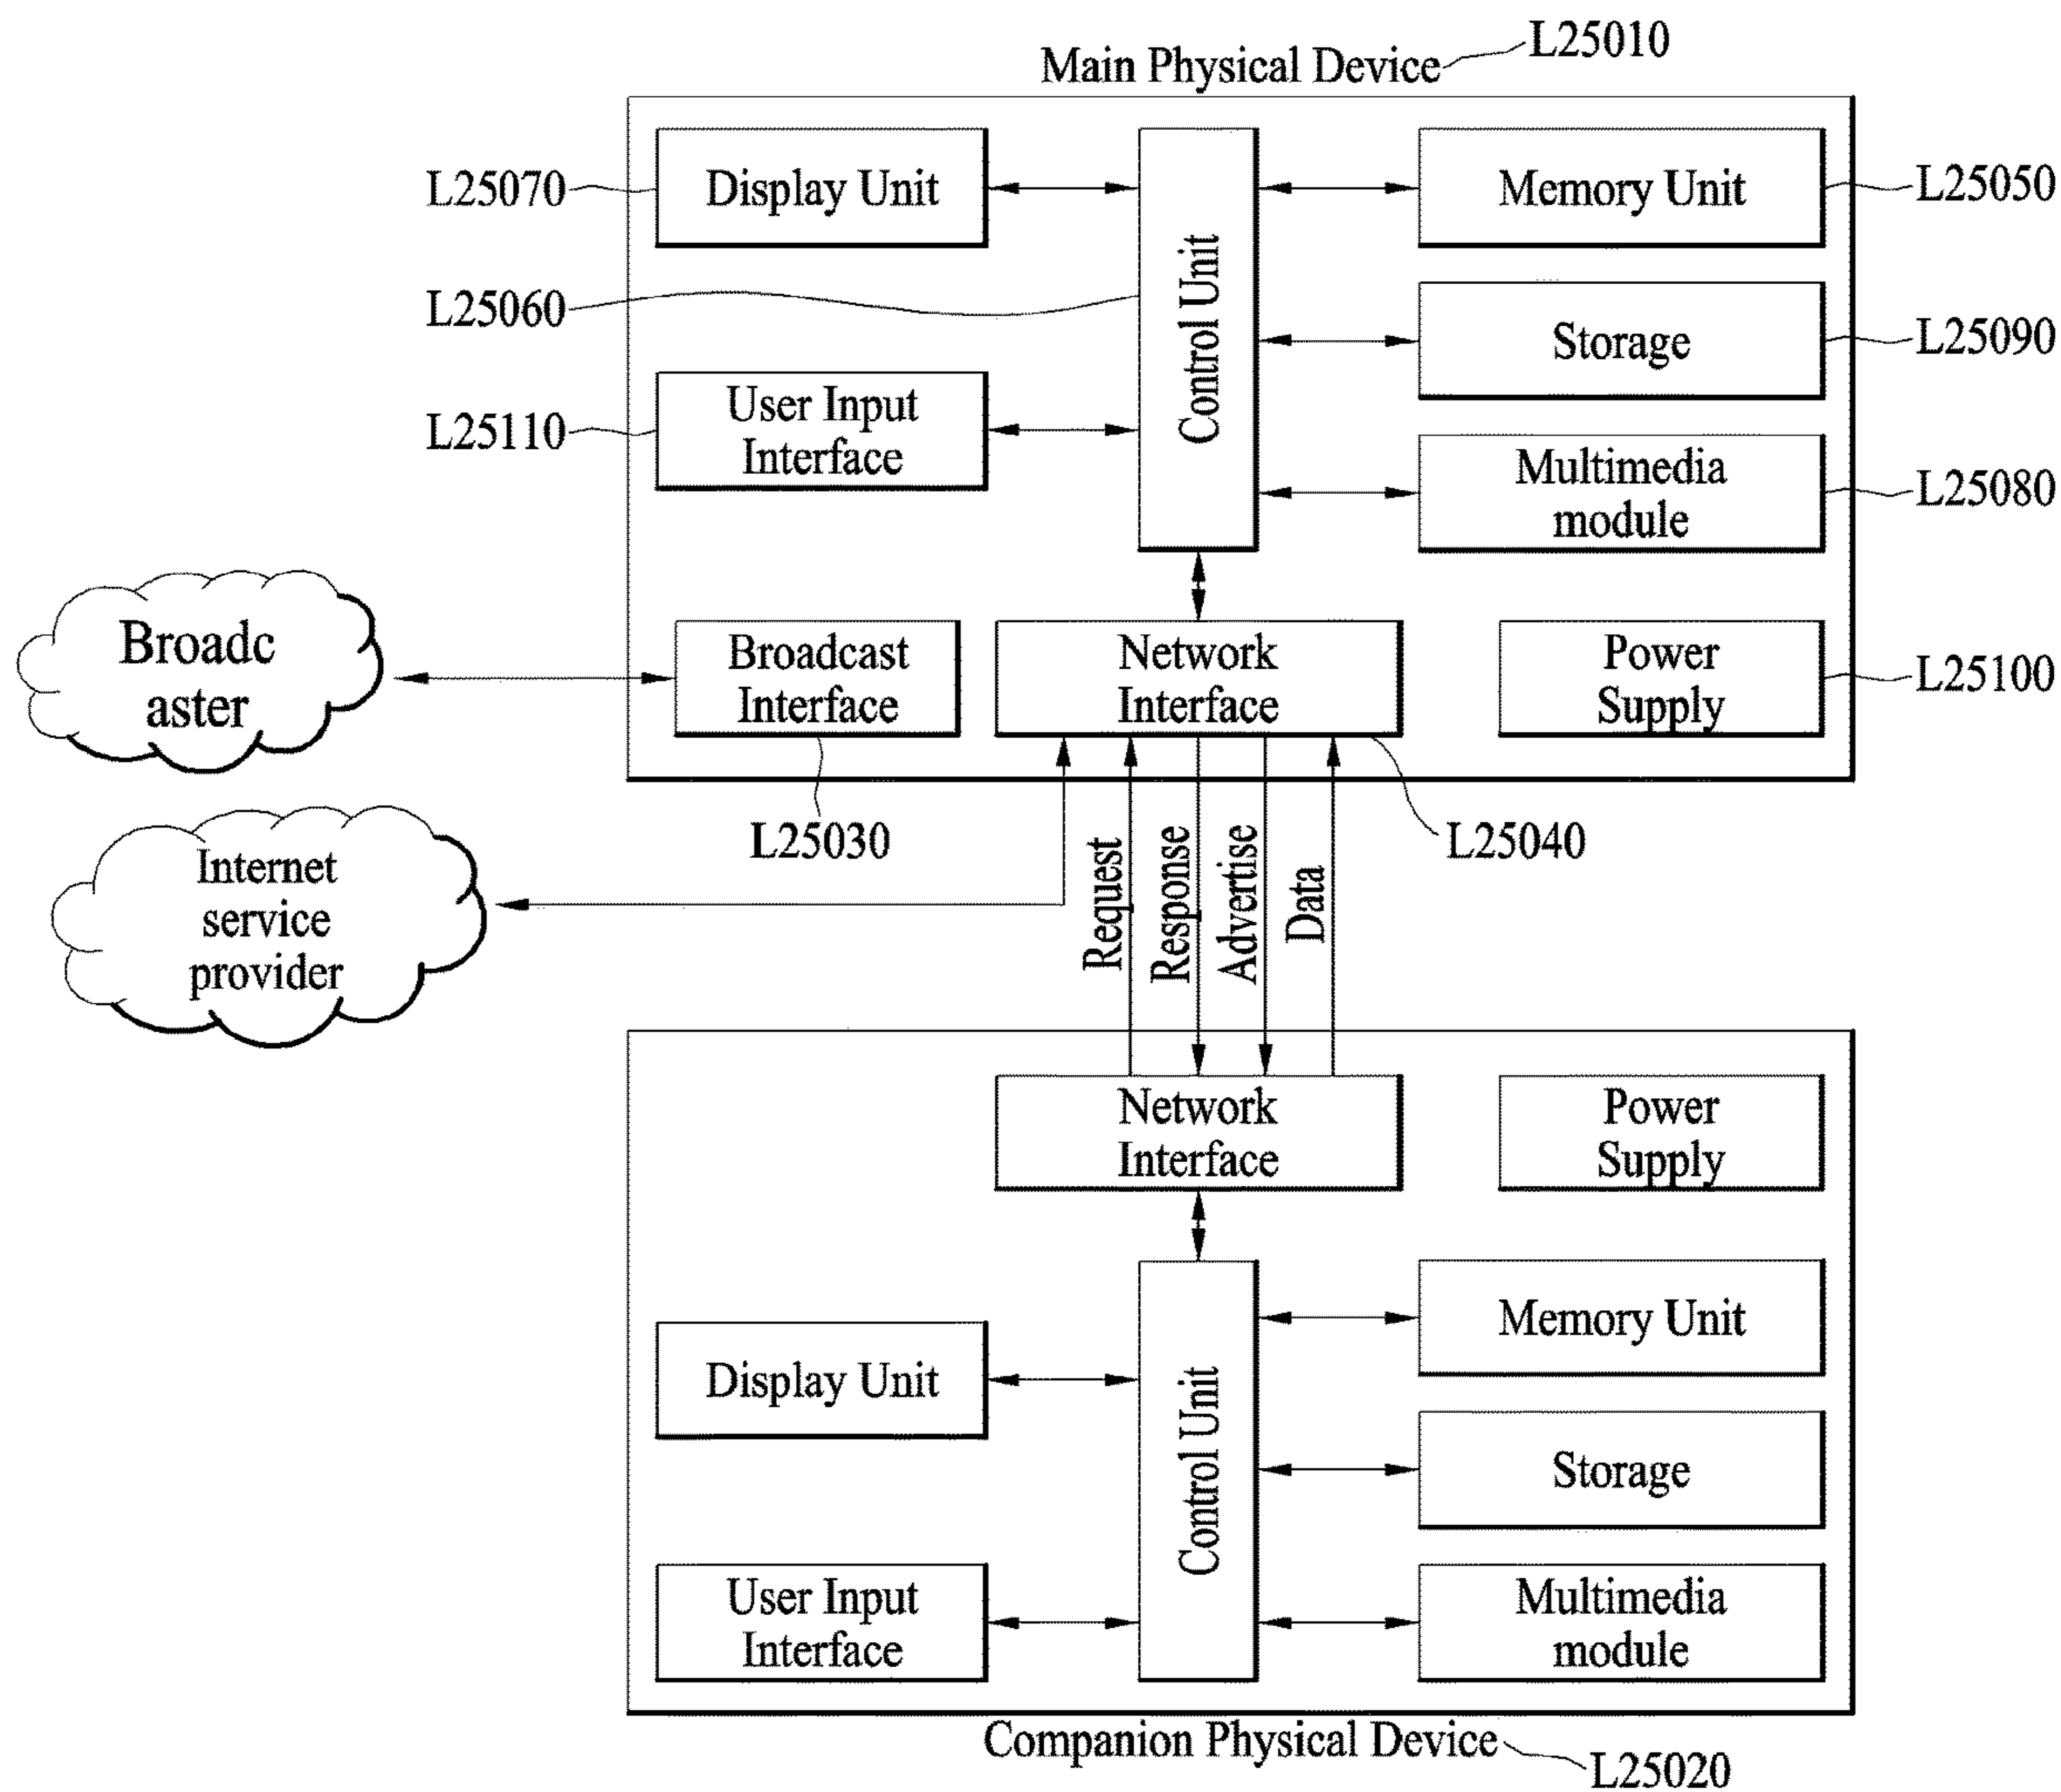 L25010
Main Physical Device
L25070
Display Unit
Memory Unit
L25050
L25060
Control Unit
Storage
L25090
L25110
User Input
Interface
Multimedia
module
L25080
Broadc
aster
Broadcast
Interface
Network
Interface
Power
Supply
L25100
L25030
L25040
Internet
service
provider
Request
Response
Advertise
Data
Network
Interface
Power
Supply
Memory Unit
Display Unit
Control Unit
Storage
User Input
Interface
Multimedia
module
Companion Physical Device
L25020